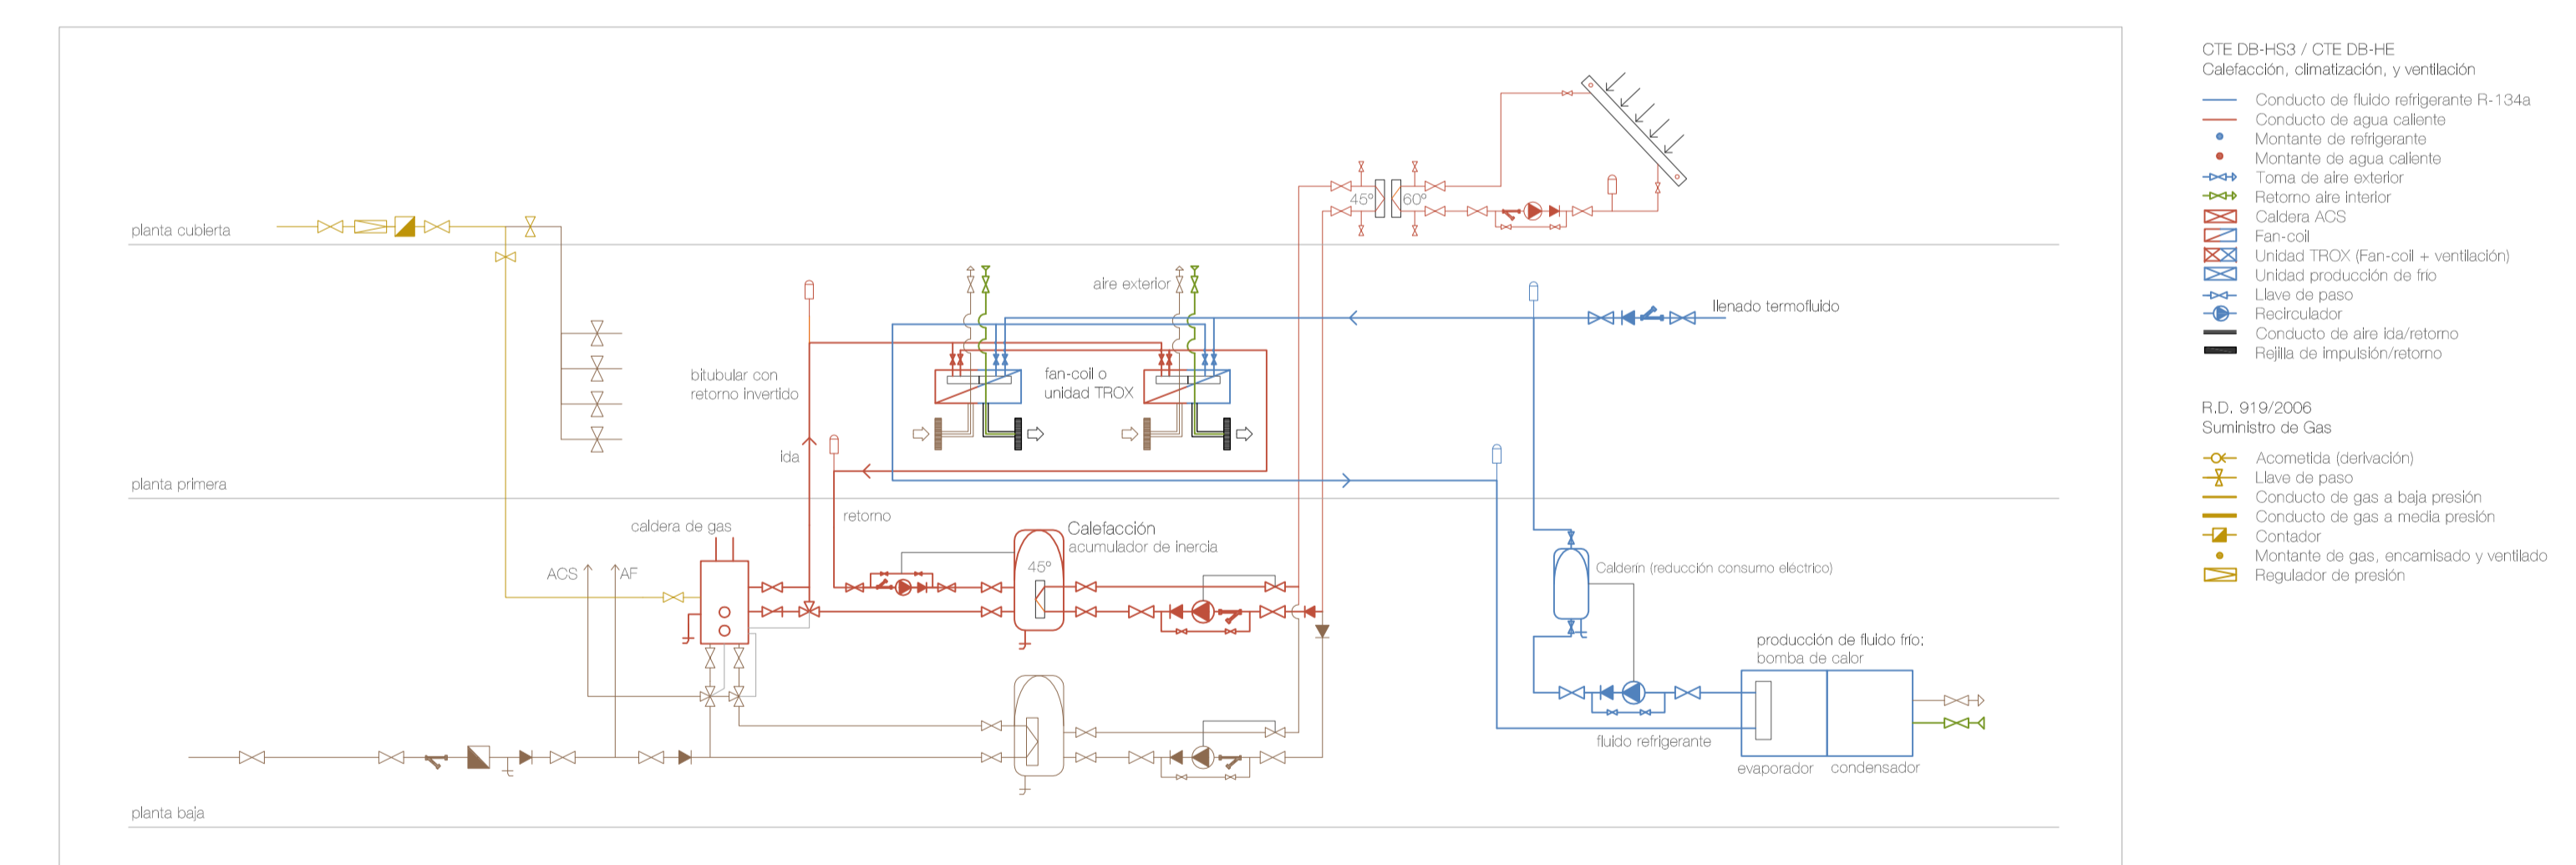 planta cubierta
45º
60º
aire exterior
llenado termofluido
bitubular con
retorno invertido
fan-coil o
unidad TROX
ida
planta primera
retorno
caldera de gas
Calefacción
acumulador de inercia
45º
ACS
AF
Calderín (reducción consumo eléctrico)
producción de fluido frío:
bomba de calor
fluido refrigerante
evaporador
condensador
planta baja
CTE DB-HS3 / CTE DB-HE
Calefacción, climatización, y ventilación
Conducto de fluido refrigerante R-134a
Conducto de agua caliente
Montante de refrigerante
Montante de agua caliente
Toma de aire exterior
Retorno aire interior
Caldera ACS
Fan-coil
Unidad TROX (Fan-coil + ventilación)
Unidad producción de frío
Llave de paso
Recirculador
Conducto de aire ida/retorno
Rejilla de impulsión/retorno
R.D. 919/2006
Suministro de Gas
Acometida (derivación)
Llave de paso
Conducto de gas a baja presión
Conducto de gas a media presión
Contador
Montante de gas, encamisado y ventilado
Regulador de presión